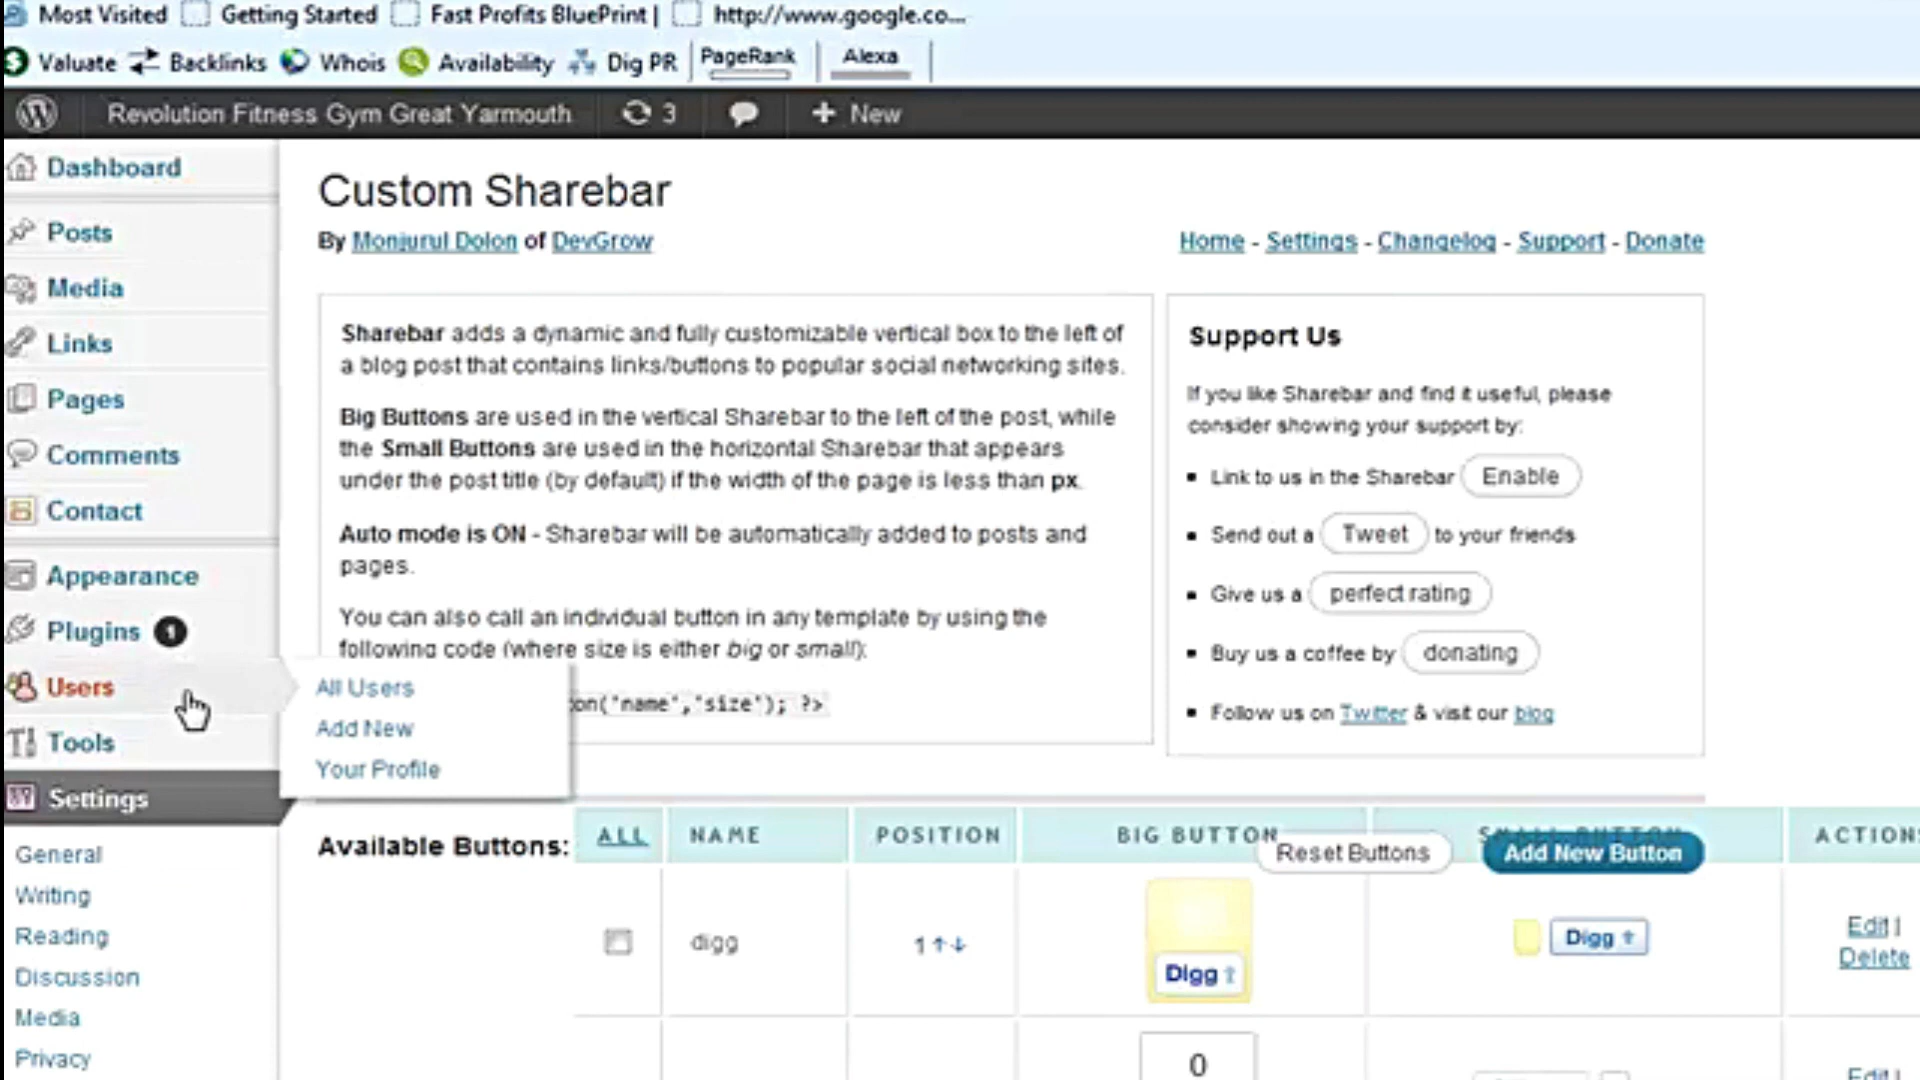 Most Visited Getting Started Fast Profits BluePrint | http://www.google.co...
Valuate Backlinks Whois Availability Dig PR PageRank Alexa
Revolution Fitness Gym Great Yarmouth 3 + New
Dashboard
Posts
Media
Links
Pages
Comments
Contact
Appearance
Plugins 1
Users
Tools
Settings
General
Writing
Reading
Discussion
Media
Privacy
All Users
Add New
Your Profile
Custom Sharebar
By Monjurul Dolon of DevGrow
Home - Settings - Changelog - Support - Donate
Sharebar adds a dynamic and fully customizable vertical box to the left of
a blog post that contains links/buttons to popular social networking sites.
Big Buttons are used in the vertical Sharebar to the left of the post, while
the Small Buttons are used in the horizontal Sharebar that appears
under the post title (by default) if the width of the page is less than px.
Auto mode is ON - Sharebar will be automatically added to posts and
pages.
You can also call an individual button in any template by using the
following code (where size is either big or small):
on('name','size'); ?>
Support Us
If you like Sharebar and find it useful, please
consider showing your support by:
Link to us in the Sharebar Enable
Send out a Tweet to your friends
Give us a perfect rating
Buy us a coffee by donating
Follow us on Twitter & visit our blog
Available Buttons:
Reset Buttons Add New Button
ALL NAME POSITION BIG BUTTON SMALL BUTTON ACTIONS
digg 1 Digg Digg Edit |
Delete
0 Edit |